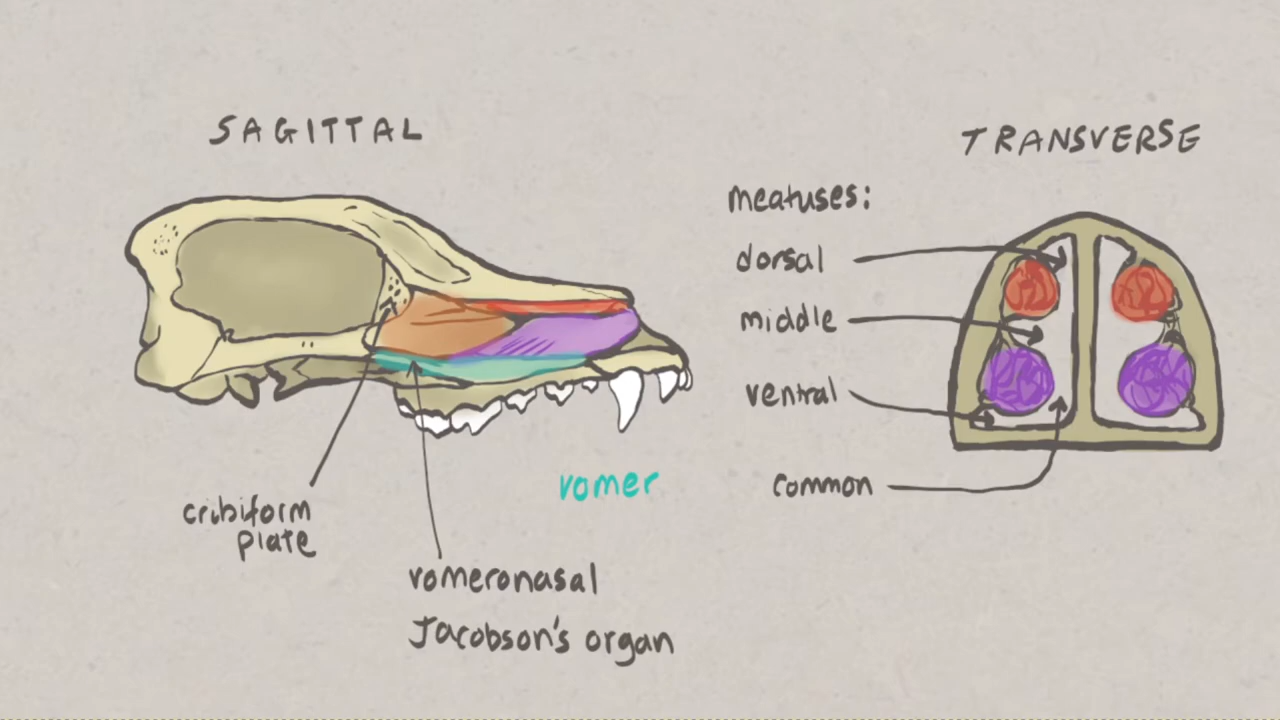 SAGITTAL
TRANSVERSE
meatuses:
dorsal
middle
ventral
common
vomer
cribiform
plate
vomeronasal
Jacobson's organ